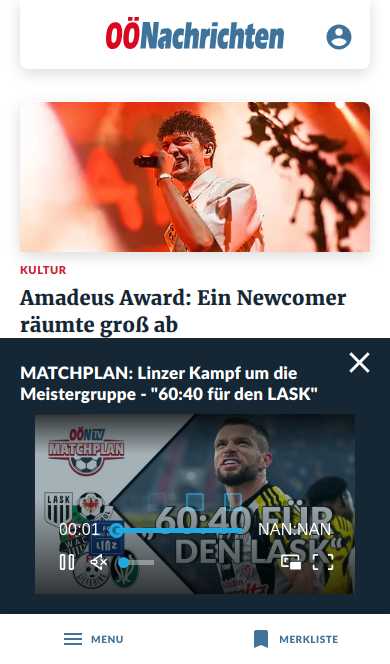 OÖNachrichten
KULTUR
Amadeus Award: Ein Newcomer
räumte groß ab
MATCHPLAN: Linzer Kampf um die
Meistergruppe - "60:40 für den LASK"
OÖN TV
MATCHPLAN
LASK
„60:40 FÜR
DEN LASK“
00:01
NAN:NAN
LINZ
MENU
MERKLISTE